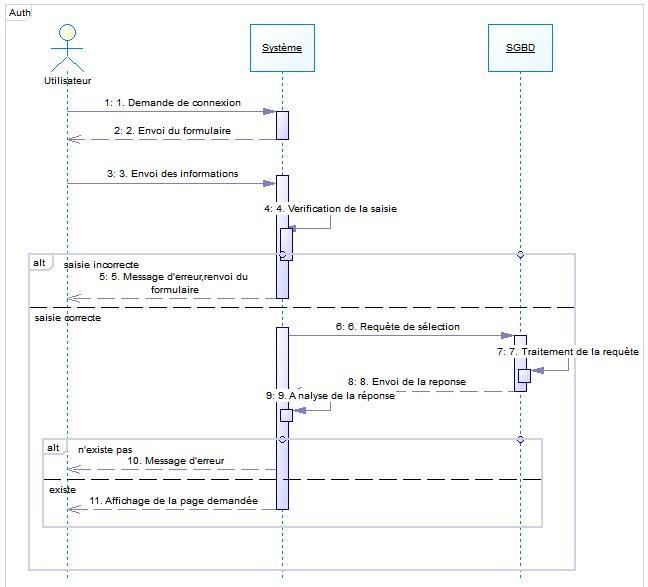 Auth
Système
SGBD
Utilisateur
1: 1. Demande de connexion
2: 2. Envoi du formulaire
3: 3. Envoi des informations
4: 4. Verification de la saisie
alt
saisie incorrecte
5: 5. Message d'erreur,renvoi du
formulaire
saisie correcte
6: 6. Requète de sélection
7: 7. Traitement de la requète
8: 8. Envoi de la reponse
9: 9. Analyse de la réponse
alt
n'existe pas
10. Message d'erreur
existe
11. Affichage de la page demandée